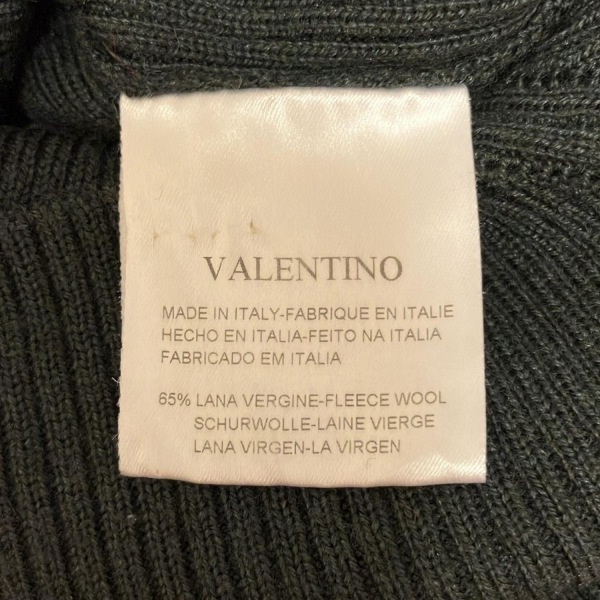 VALENTINO
MADE IN ITALY-FABRIQUE EN ITALIE
HECHO EN ITALIA-FEITO NA ITALIA
FABRICADO EM ITALIA
65% LANA VERGINE-FLEECE WOOL
SCHURWOLLE-LAINE VIERGE
LANA VIRGEN-LA VIRGEN